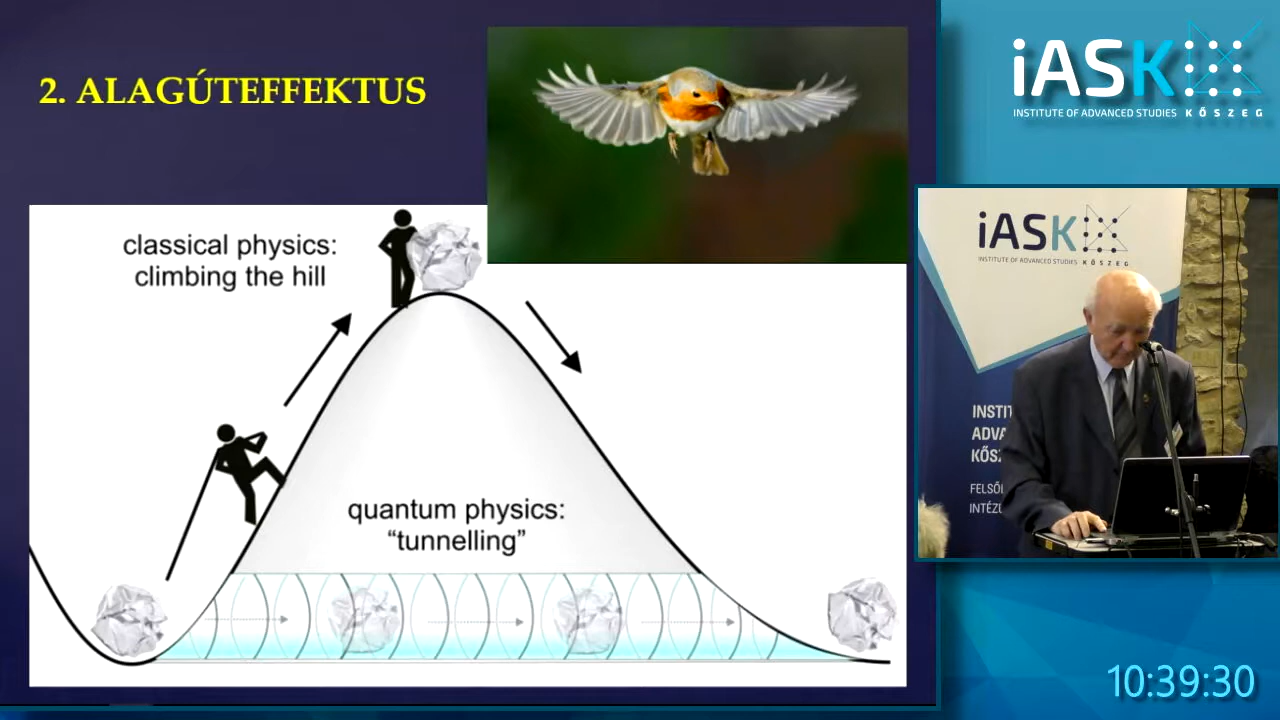 2. ALAGÚTEFFEKTUS
classical physics:
climbing the hill
quantum physics:
“tunnelling”
iASK
INSTITUTE OF ADVANCED STUDIES KŐSZEG
iASK
INSTITUTE OF ADVANCED STUDIES KŐSZEG
INSTIT
ADVA
KŐSZ
FELSŐ
INTÉZ
10:39:30